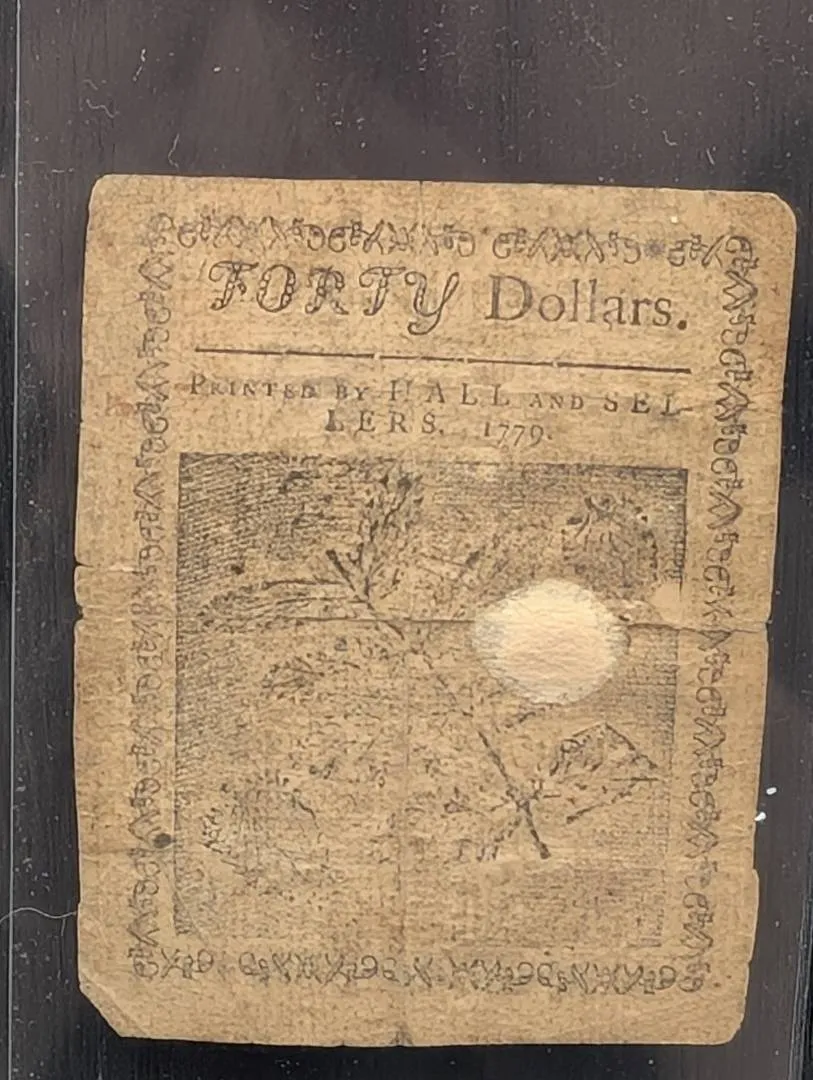 FORTY Dollars.
PRINTED BY HALL AND SEL-
LERS. 1779.